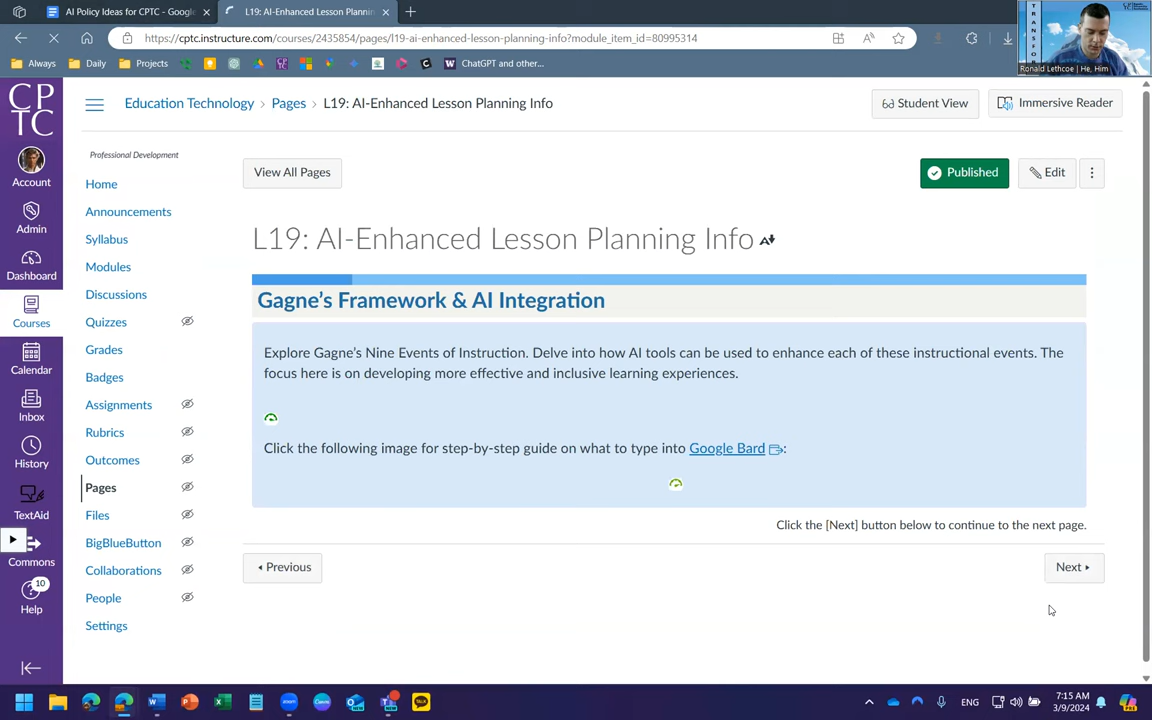 AI Policy Ideas for CPTC - Google
L19: AI-Enhanced Lesson Plannin
https://cptc.instructure.com/courses/2435854/pages/l19-ai-enhanced-lesson-planning-info?module_item_id=80995314
Always
Daily
Projects
ChatGPT and other...
TRANSFO
Ronald Lethcoe | He, Him
CP
TC
Education Technology > Pages > L19: AI-Enhanced Lesson Planning Info
Student View
Immersive Reader
Account
Admin
Dashboard
Courses
Calendar
Inbox
History
TextAid
Commons
10
Help
Professional Development
Home
Announcements
Syllabus
Modules
Discussions
Quizzes
Grades
Badges
Assignments
Rubrics
Outcomes
Pages
Files
BigBlueButton
Collaborations
People
Settings
View All Pages
Published
Edit
L19: AI-Enhanced Lesson Planning Info
Gagne's Framework & AI Integration
Explore Gagne's Nine Events of Instruction. Delve into how AI tools can be used to enhance each of these instructional events. The
focus here is on developing more effective and inclusive learning experiences.
Click the following image for step-by-step guide on what to type into Google Bard :
Click the [Next] button below to continue to the next page.
Previous
Next
ENG
7:15 AM
3/9/2024